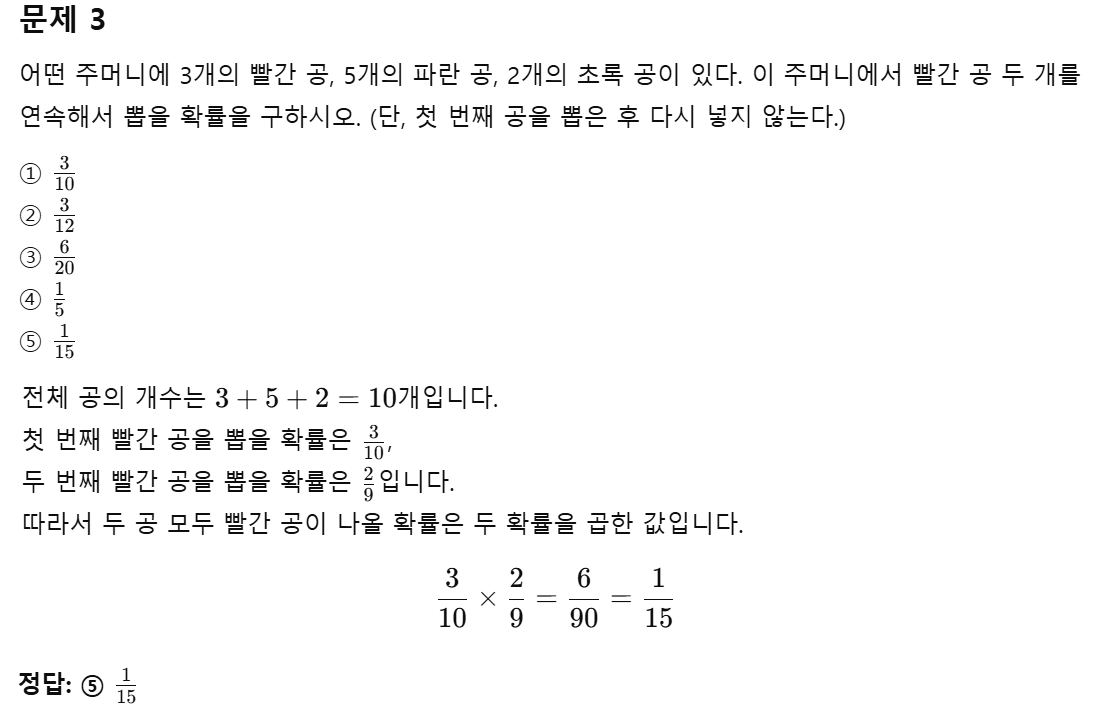 문제 3
어떤 주머니에 3개의 빨간 공, 5개의 파란 공, 2개의 초록 공이 있다. 이 주머니에서 빨간 공 두 개를
연속해서 뽑을 확률을 구하시오. (단, 첫 번째 공을 뽑은 후 다시 넣지 않는다.)
① 3/10
② 3/12
③ 6/20
④ 1/5
⑤ 1/15
전체 공의 개수는 3 + 5 + 2 = 10개입니다.
첫 번째 빨간 공을 뽑을 확률은 3/10,
두 번째 빨간 공을 뽑을 확률은 2/9입니다.
따라서 두 공 모두 빨간 공이 나올 확률은 두 확률을 곱한 값입니다.
3/10 × 2/9 = 6/90 = 1/15
정답: ⑤ 1/15